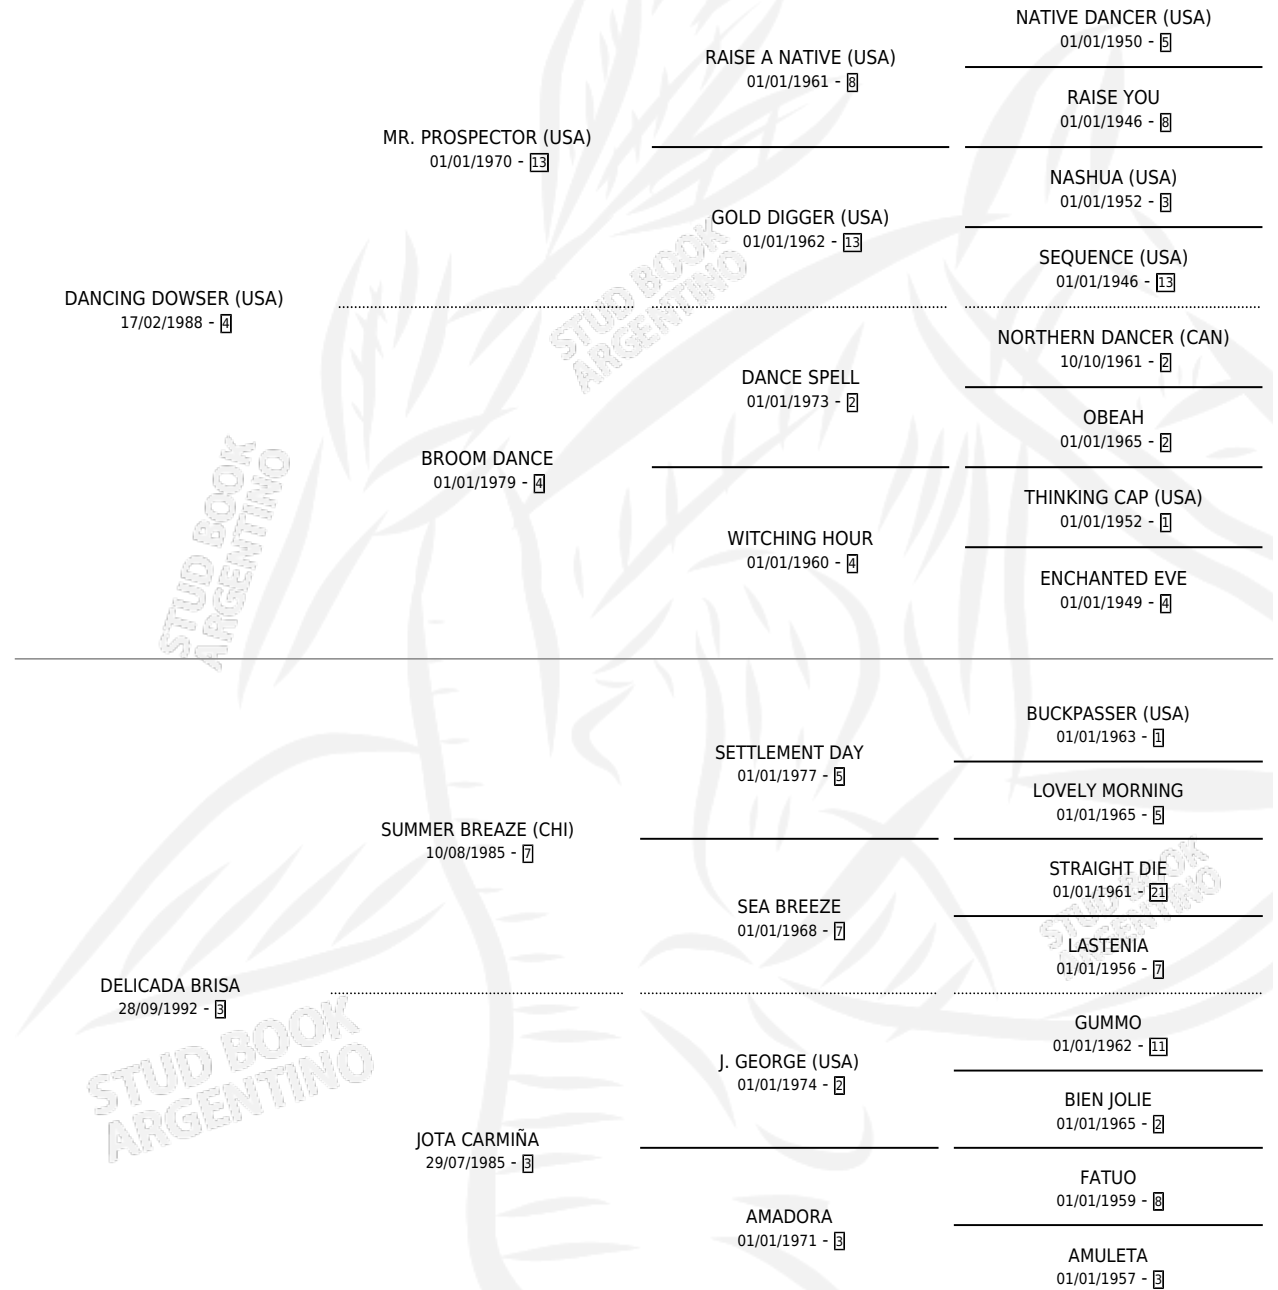 NATIVE DANCER (USA)
01/01/1950 - 5
RAISE A NATIVE (USA)
01/01/1961 - 8
RAISE YOU
01/01/1946 - 8
MR. PROSPECTOR (USA)
01/01/1970 - 13
NASHUA (USA)
01/01/1952 - 3
GOLD DIGGER (USA)
01/01/1962 - 13
SEQUENCE (USA)
01/01/1946 - 13
DANCING DOWSER (USA)
17/02/1988 - 4
STUD BOOK
ARGENTINO
NORTHERN DANCER (CAN)
10/10/1961 - 2
DANCE SPELL
01/01/1973 - 2
OBEAH
01/01/1965 - 2
BROOM DANCE
01/01/1979 - 4
STUD BOOK
ARGENTINO
THINKING CAP (USA)
01/01/1952 - 1
WITCHING HOUR
01/01/1960 - 4
ENCHANTED EVE
01/01/1949 - 4
BUCKPASSER (USA)
01/01/1963 - 1
SETTLEMENT DAY
01/01/1977 - 5
LOVELY MORNING
01/01/1965 - 5
SUMMER BREAZE (CHI)
10/08/1985 - 7
STRAIGHT DIE
01/01/1961 - 21
STUD BOOK
ARGENTINO
SEA BREEZE
01/01/1968 - 7
LASTENIA
01/01/1956 - 7
DELICADA BRISA
28/09/1992 - 3
STUD BOOK
ARGENTINO
GUMMO
01/01/1962 - 11
J. GEORGE (USA)
01/01/1974 - 2
BIEN JOLIE
01/01/1965 - 2
JOTA CARMIÑA
29/07/1985 - 3
FATUO
01/01/1959 - 8
AMADORA
01/01/1971 - 3
AMULETA
01/01/1957 - 3